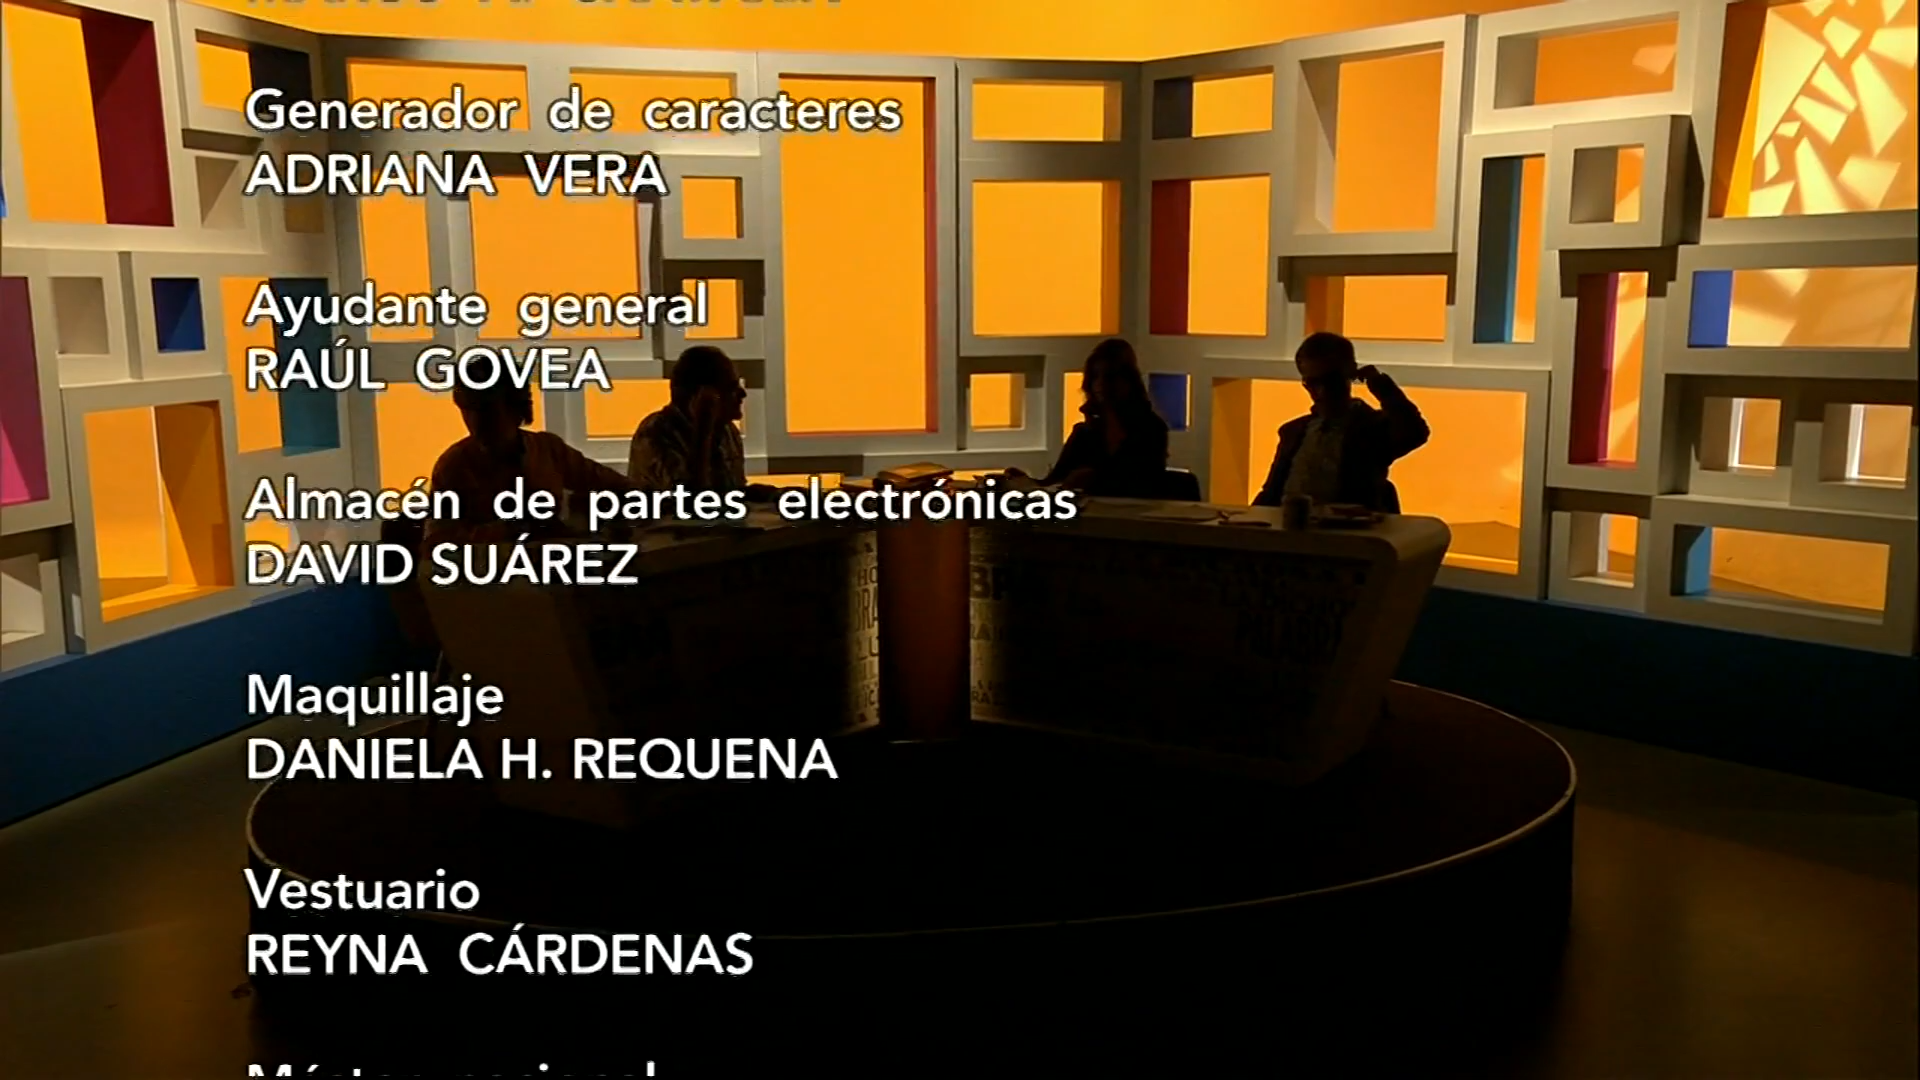 Generador de caracteres
ADRIANA VERA
Ayudante general
RAÚL GOVEA
Almacén de partes electrónicas
DAVID SUÁREZ
Maquillaje
DANIELA H. REQUENA
Vestuario
REYNA CÁRDENAS